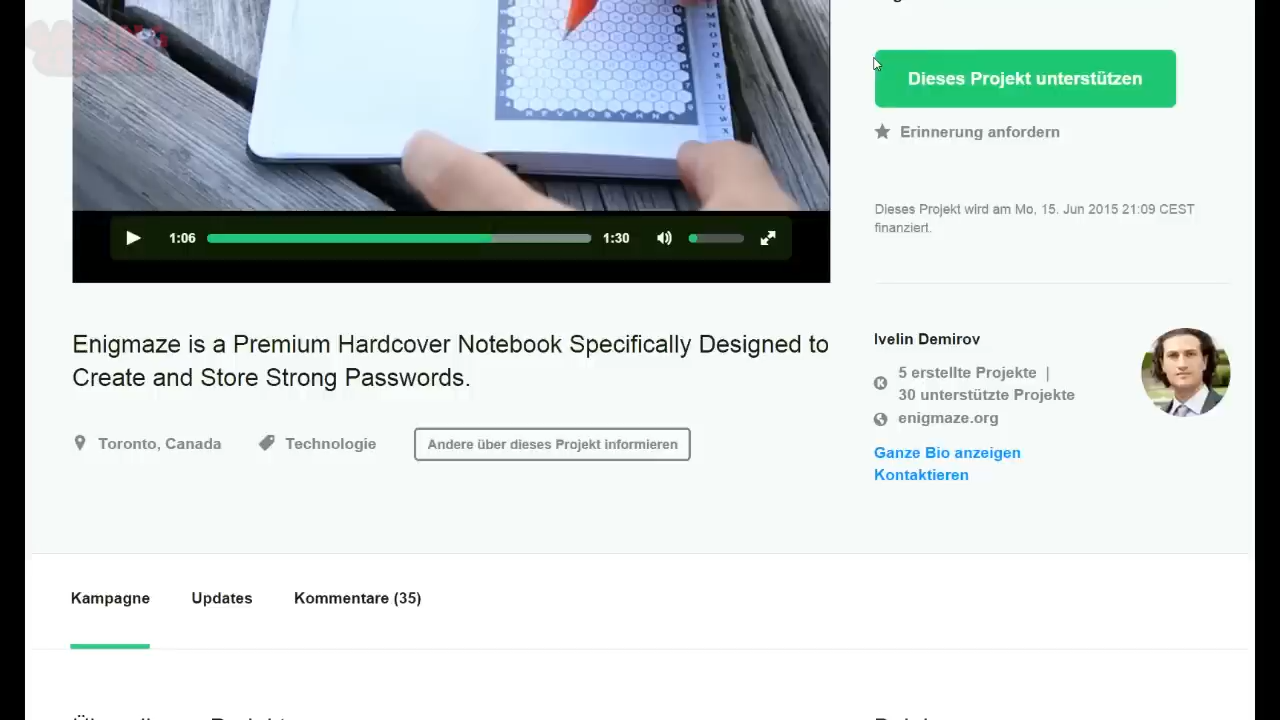 Dieses Projekt unterstützen
Erinnerung anfordern
Dieses Projekt wird am Mo, 15. Jun 2015 21:09 CEST
finanziert.
1:06
1:30
Enigmaze is a Premium Hardcover Notebook Specifically Designed to
Create and Store Strong Passwords.
Toronto, Canada
Technologie
Andere über dieses Projekt informieren
Ivelin Demirov
5 erstellte Projekte |
30 unterstützte Projekte
enigmaze.org
Ganze Bio anzeigen
Kontaktieren
Kampagne
Updates
Kommentare (35)